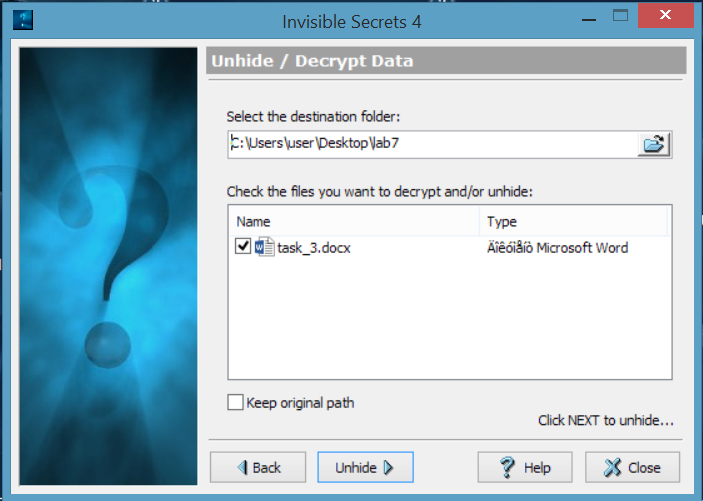 Invisible Secrets 4
Unhide / Decrypt Data
Select the destination folder:
C:\Users\user\Desktop\lab7
Check the files you want to decrypt and/or unhide:
Name Type
task_3.docx Äîêóìåíò Microsoft Word
Keep original path
Click NEXT to unhide...
Back Unhide Help Close